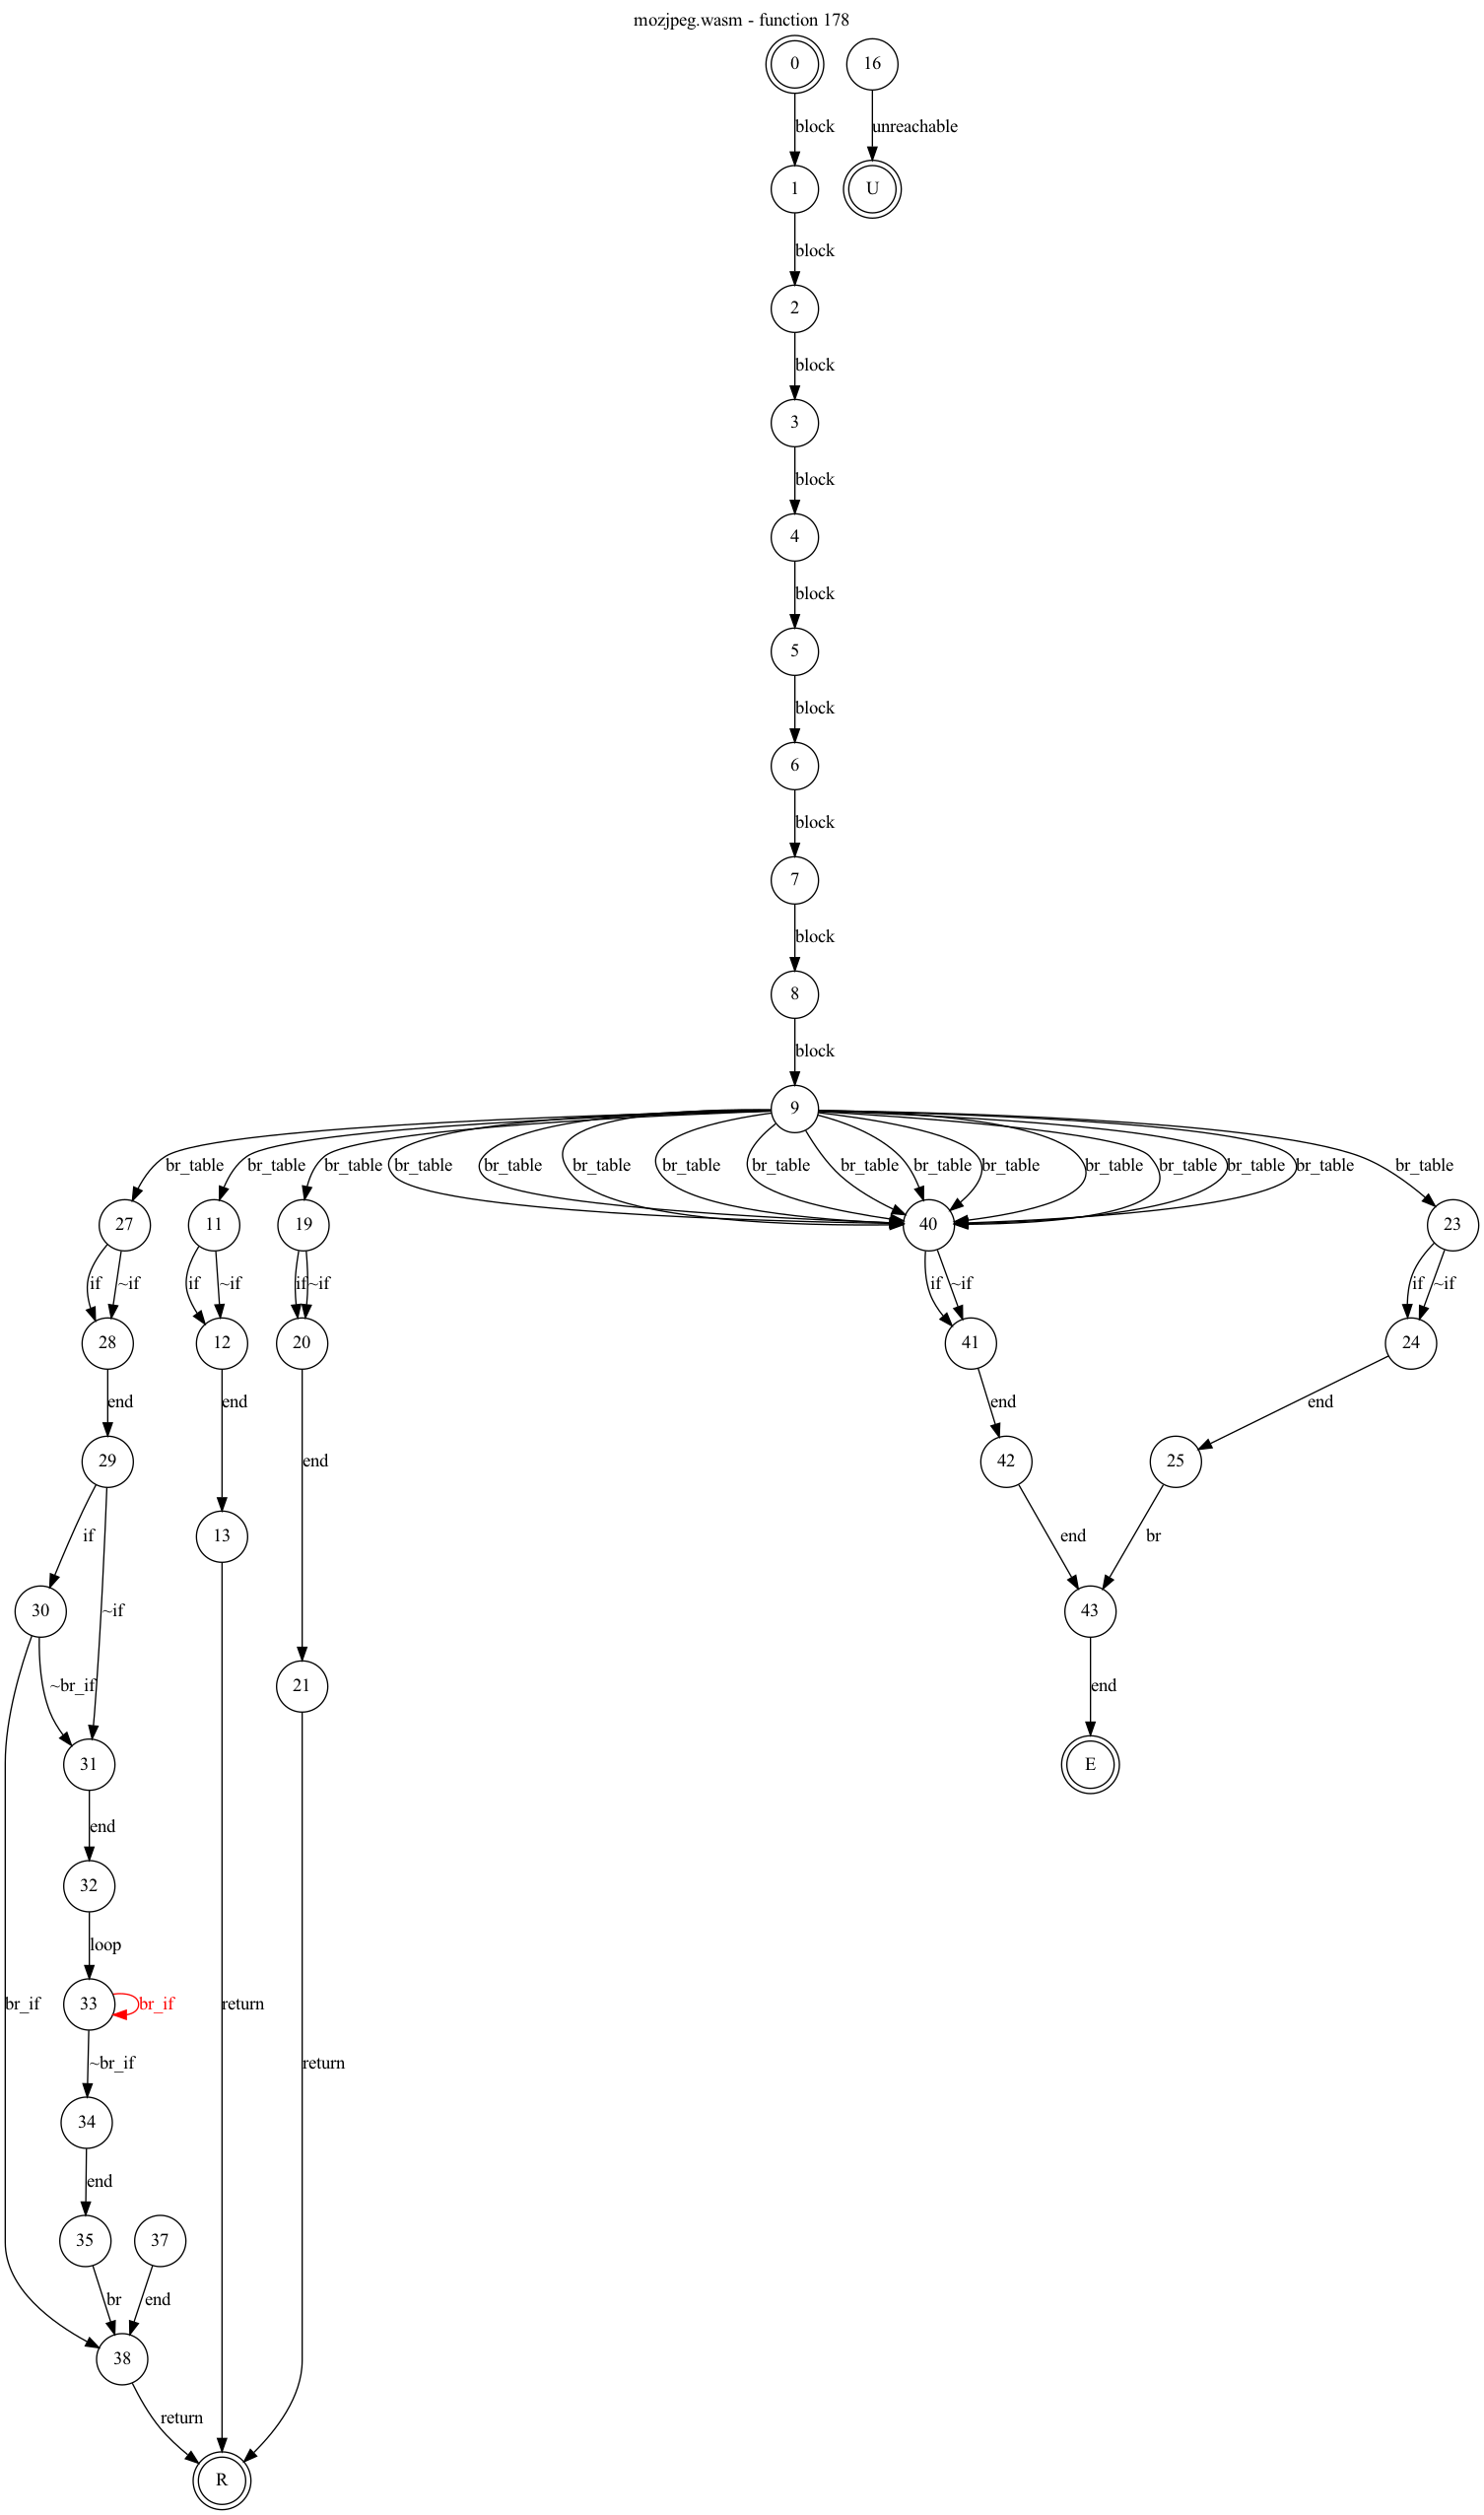 mozjpeg.wasm - function 178
0 16
block unreachable
1 U
block
2
block
3
block
4
block
5
block
6
block
7
block
8
block
9
br_table br_table br_table br_table br_table br_table br_table br_table br_table br_table br_table br_table br_table br_table br_table br_table
27 11 19 40 23
if ~if if ~if if ~if if ~if if ~if
28 12 20 41 24
end end end end
29 42 25
end
13
if end br
30 43
~if
~br_if 21 end
31 E
end
32
loop
33 br_if
br_if return
~br_if return
34
end
35 37
br end
38
return
R